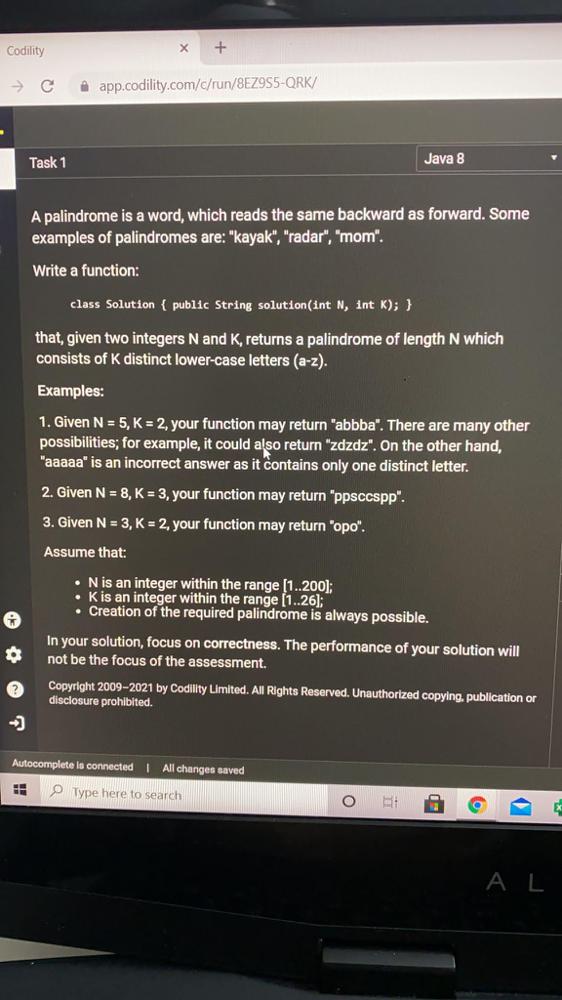 Codility
app.codility.com/c/run/8EZ9S5-QRK/
Task 1
Java 8
A palindrome is a word, which reads the same backward as forward. Some
examples of palindromes are: "kayak", "radar", "mom".
Write a function:
class Solution { public String solution(int N, int K); }
that, given two integers N and K, returns a palindrome of length N which
consists of K distinct lower-case letters (a-z).
Examples:
1. Given N = 5, K = 2, your function may return "abbba". There are many other
possibilities; for example, it could also return "zdzdz". On the other hand,
"aaaaa" is an incorrect answer as it contains only one distinct letter.
2. Given N = 8, K = 3, your function may return "ppsccspp".
3. Given N = 3, K = 2, your function may return "opo".
Assume that:
• N is an integer within the range [1..200];
• K is an integer within the range [1..26];
• Creation of the required palindrome is always possible.
In your solution, focus on correctness. The performance of your solution will
not be the focus of the assessment.
Copyright 2009–2021 by Codility Limited. All Rights Reserved. Unauthorized copying, publication or
disclosure prohibited.
Autocomplete is connected | All changes saved
Type here to search
A L